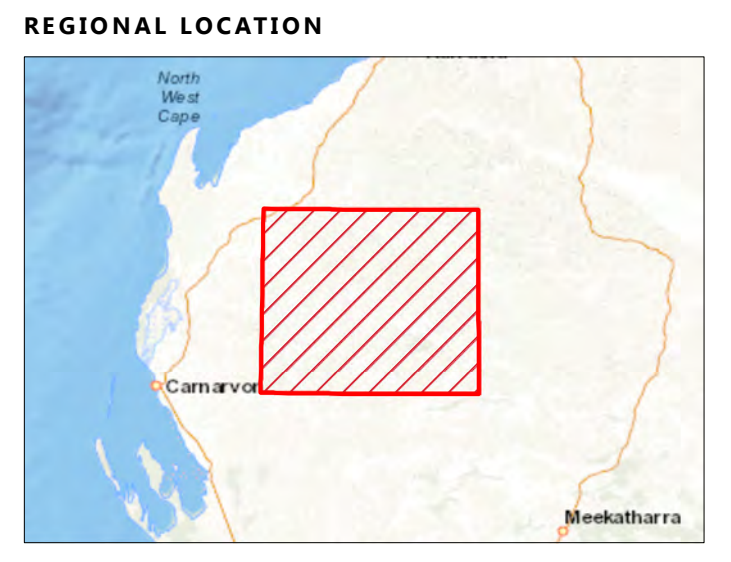 REGIONAL LOCATION
North
West
Cape
Carnarvon
Meekatharra